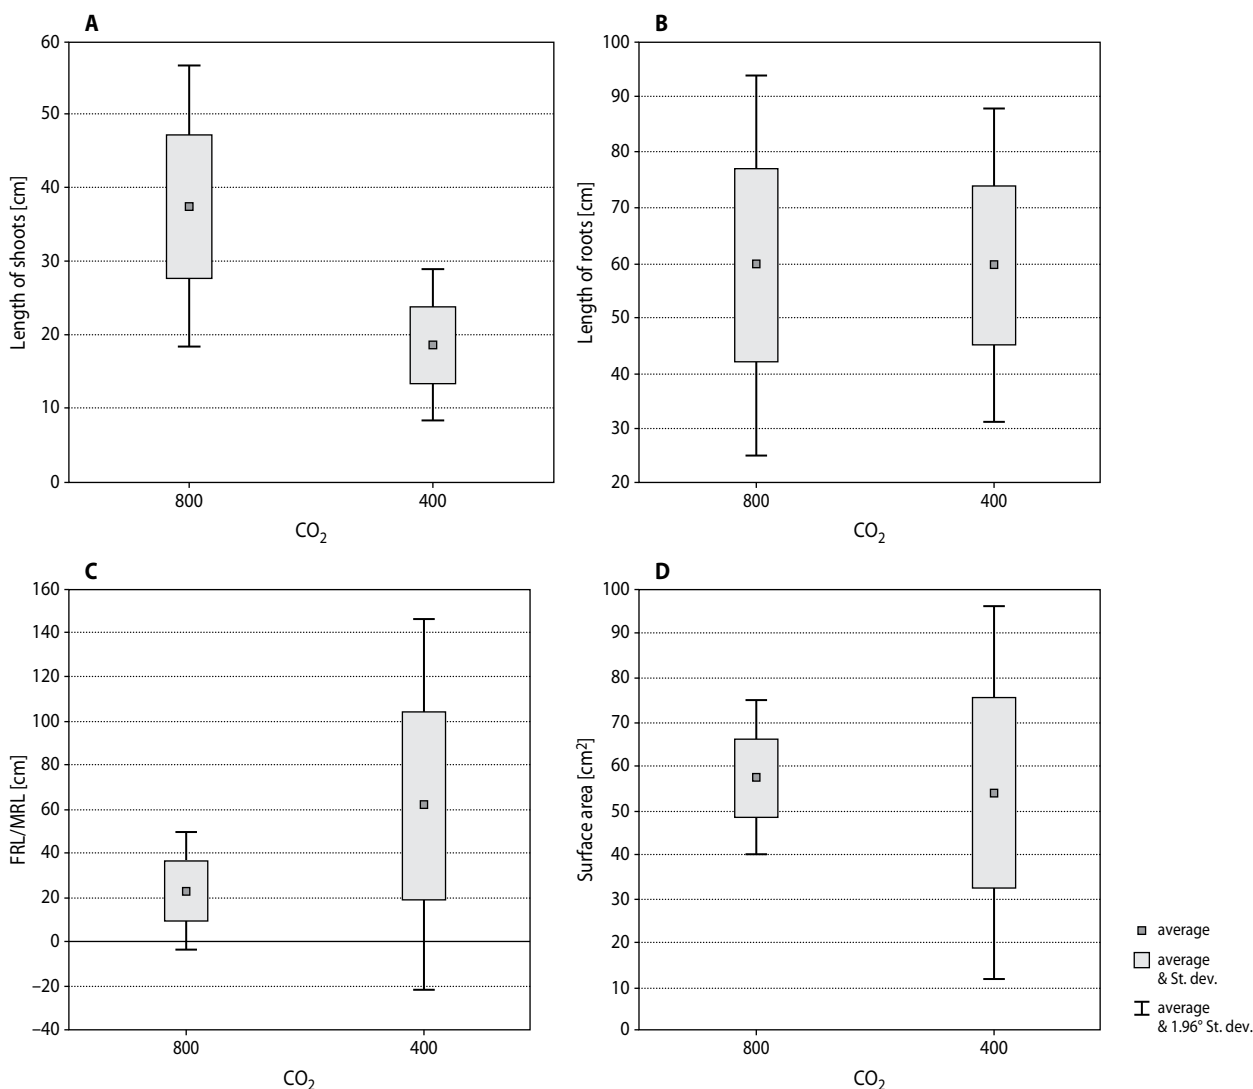 A
60
50
40
30
20
10
0
Length of shoots [cm]
800
400
CO2
B
100
90
80
70
60
50
40
30
20
Length of roots [cm]
800
400
CO2
C
160
140
120
100
80
60
40
20
0
–20
–40
FRL/MRL [cm]
800
400
CO2
D
100
90
80
70
60
50
40
30
20
10
0
Surface area [cm²]
800
400
CO2
average
average
& St. dev.
average
& 1.96° St. dev.